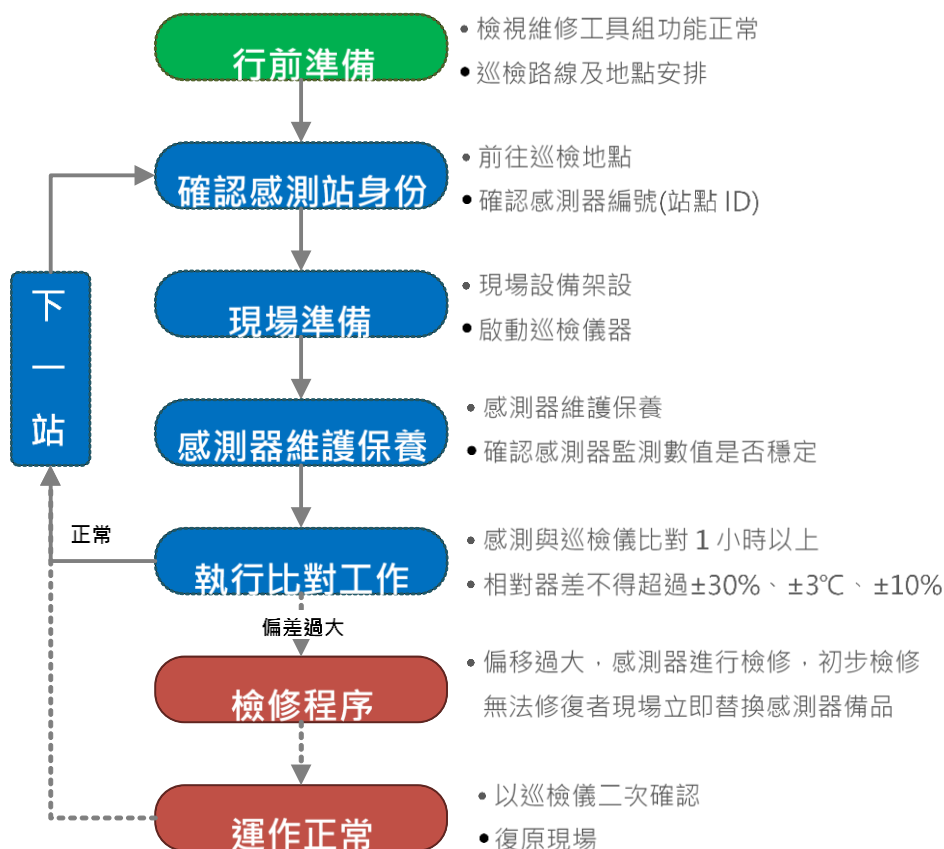 行前準備
• 檢視維修工具組功能正常
• 巡檢路線及地點安排
確認感測站身份
• 前往巡檢地點
• 確認感測器編號(站點 ID)
下
一
站
現場準備
• 現場設備架設
• 啟動巡檢儀器
感測器維護保養
• 感測器維護保養
• 確認感測器監測數值是否穩定
正常
執行比對工作
• 感測與巡檢儀比對 1 小時以上
• 相對器差不得超過±30%、±3℃、±10%
偏差過大
檢修程序
• 偏移過大，感測器進行檢修，初步檢修
無法修復者現場立即替換感測器備品
運作正常
• 以巡檢儀二次確認
• 復原現場